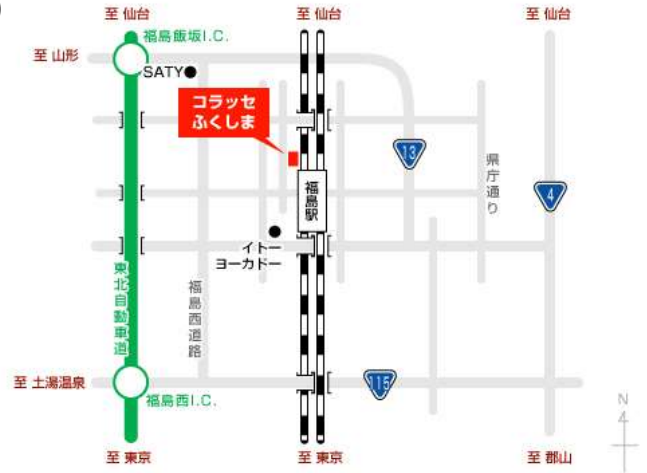 至 仙台
至 仙台
至 仙台
福島飯坂I.C.
至 山形
SATY
コラッセ
ふくしま
13
県庁通り
4
福島駅
イトー
ヨーカドー
東北自動車道
福島西道路
至 土湯温泉
115
福島西I.C.
N
至 東京
至 東京
至 郡山